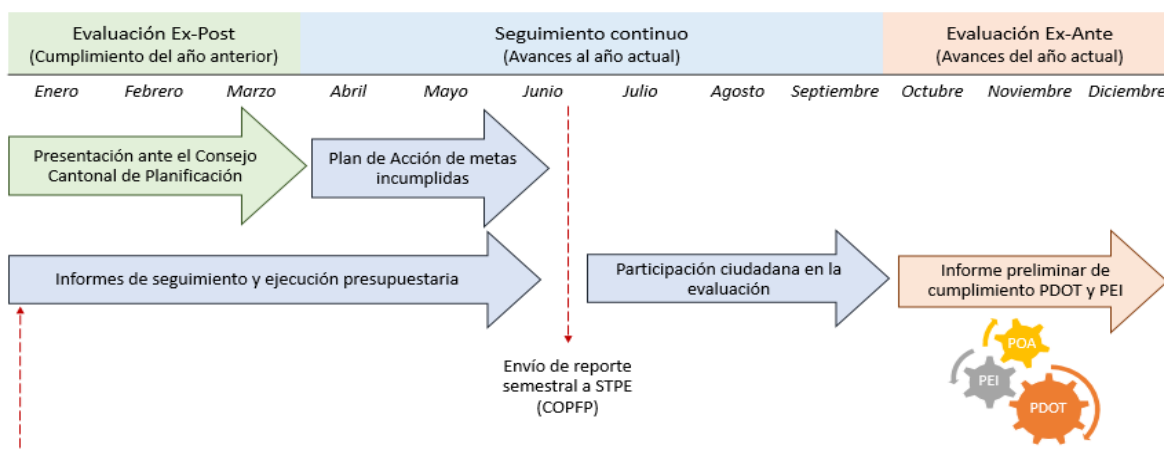 Evaluación Ex-Post
(Cumplimiento del año anterior)
Seguimiento continuo
(Avances al año actual)
Evaluación Ex-Ante
(Avances del año actual)
Enero Febrero Marzo Abril Mayo Junio Julio Agosto Septiembre Octubre Noviembre Diciembre
Presentación ante el Consejo
Cantonal de Planificación
Plan de Acción de metas
incumplidas
Informes de seguimiento y ejecución presupuestaria
Participación ciudadana en la
evaluación
Informe preliminar de
cumplimiento PDOT y PEI
Envío de reporte
semestral a STPE
(COPFP)
POA
PEI
PDOT